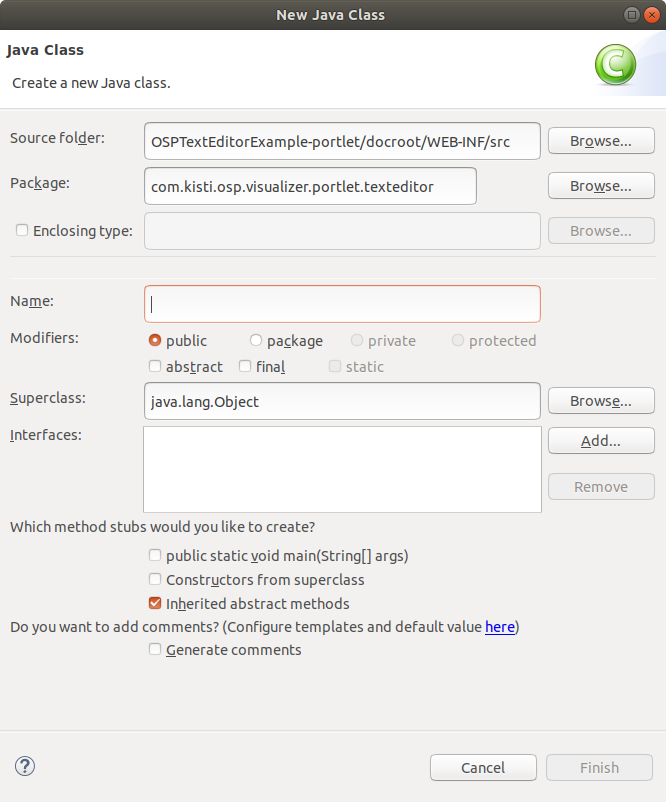 New Java Class
Java Class
Create a new Java class.
C
Source folder: OSPTextEditorExample-portlet/docroot/WEB-INF/src Browse...
Package: com.kisti.osp.visualizer.portlet.texteditor Browse...
Enclosing type: Browse...
Name:
Modifiers: public package private protected
abstract final static
Superclass: java.lang.Object Browse...
Interfaces: Add...
Remove
Which method stubs would you like to create?
public static void main(String[] args)
Constructors from superclass
Inherited abstract methods
Do you want to add comments? (Configure templates and default value here)
Generate comments
? Cancel Finish